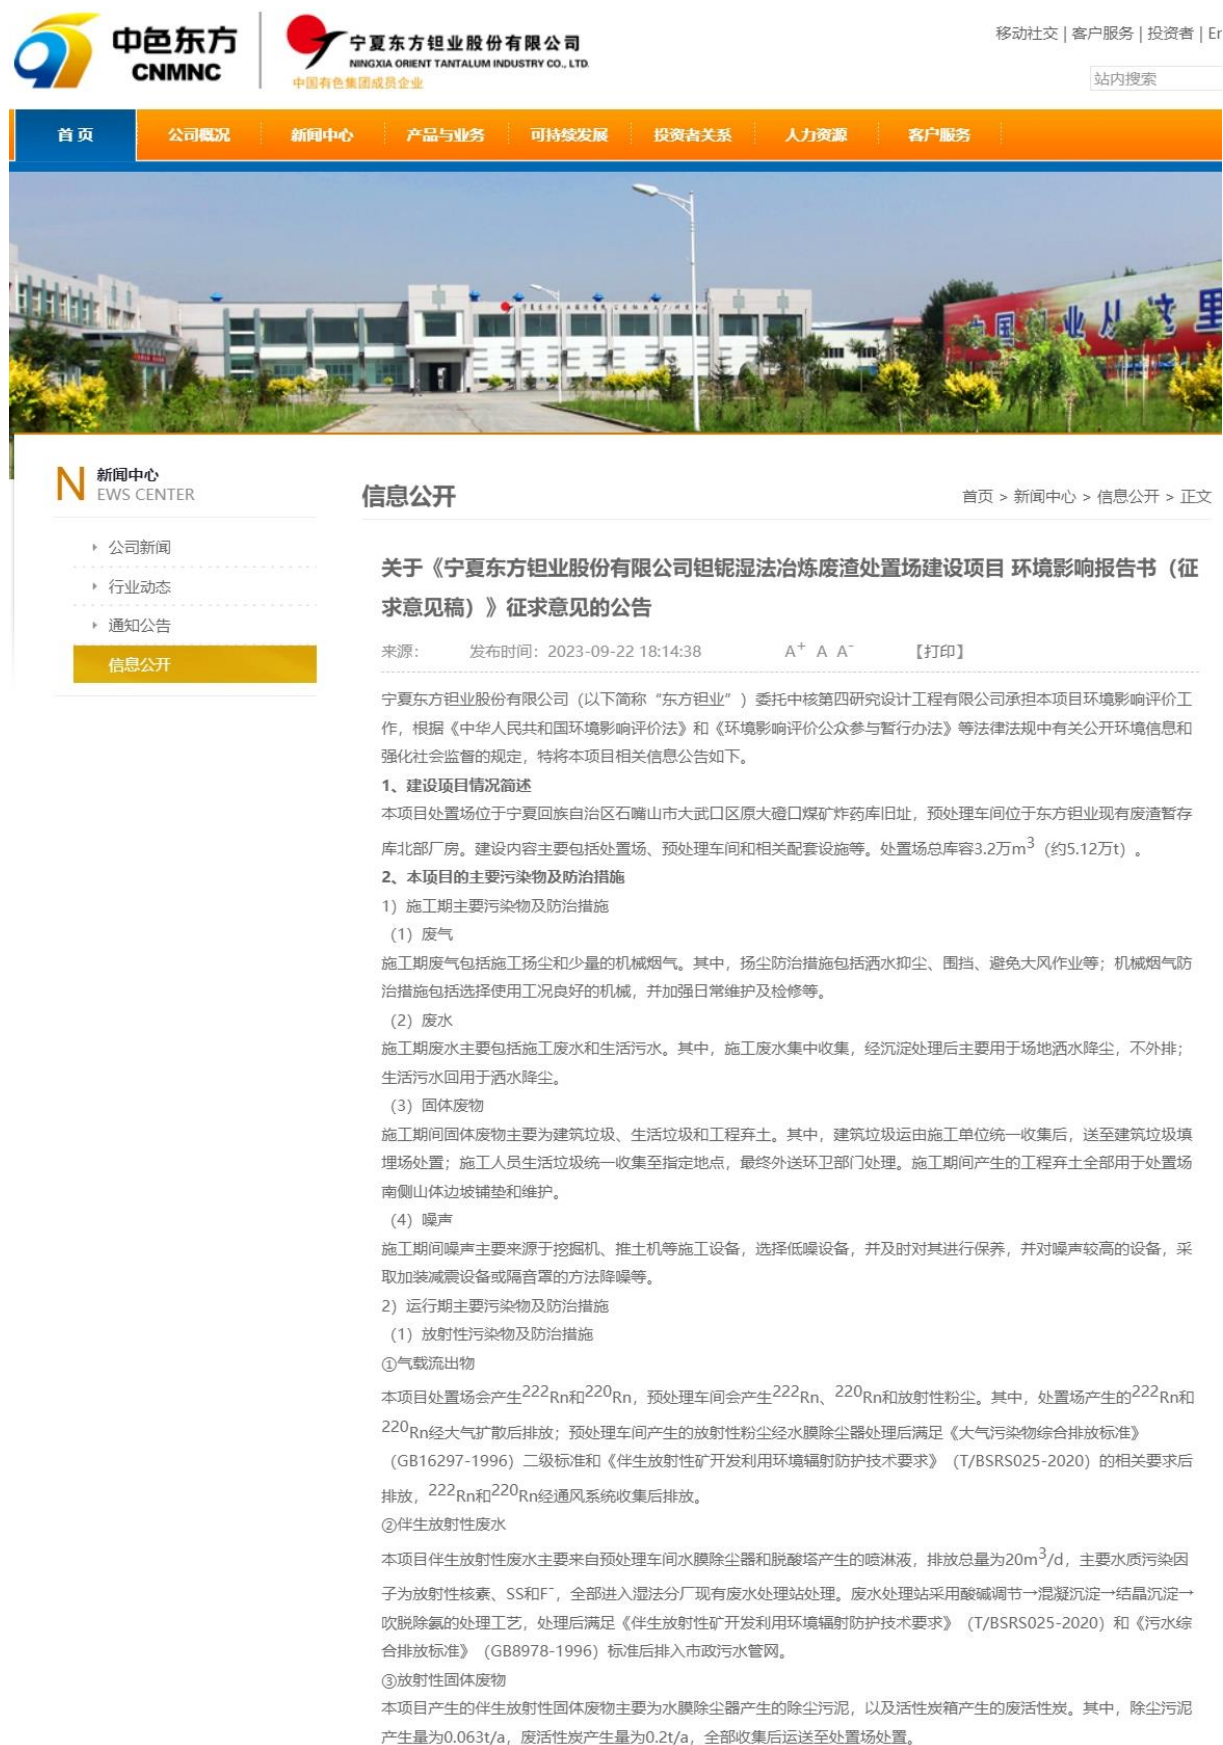 中色东方
CNMNC
宁夏东方钽业股份有限公司
NINGXIA ORIENT TANTALUM INDUSTRY CO., LTD.
中国有色集团成员企业
移动社交 | 客户服务 | 投资者 | En
站内搜索
首页 公司概况 新闻中心 产品与业务 可持续发展 投资者关系 人力资源 客户服务
业从这里
N 新闻中心
EWS CENTER
公司新闻
行业动态
通知公告
信息公开
信息公开
首页 > 新闻中心 > 信息公开 > 正文
关于《宁夏东方钽业股份有限公司钽铌湿法冶炼废渣处置场建设项目 环境影响报告书（征
求意见稿）》征求意见的公告
来源： 发布时间：2023-09-22 18:14:38 A⁺ A A⁻ 【打印】
宁夏东方钽业股份有限公司（以下简称“东方钽业”）委托中核第四研究设计工程有限公司承担本项目环境影响评价工
作，根据《中华人民共和国环境影响评价法》和《环境影响评价公众参与暂行办法》等法律法规中有关公开环境信息和
强化社会监督的规定，特将本项目相关信息公告如下。
1、建设项目情况简述
本项目处置场位于宁夏回族自治区石嘴山市大武口区原大磴口煤矿炸药库旧址，预处理车间位于东方钽业现有废渣暂存
库北部厂房。建设内容主要包括处置场、预处理车间和相关配套设施等。处置场总库容3.2万m³（约5.12万t）。
2、本项目的主要污染物及防治措施
1）施工期主要污染物及防治措施
（1）废气
施工期废气包括施工扬尘和少量的机械烟气。其中，扬尘防治措施包括洒水抑尘、围挡、避免大风作业等；机械烟气防
治措施包括选择使用工况良好的机械，并加强日常维护及检修等。
（2）废水
施工期废水主要包括施工废水和生活污水。其中，施工废水集中收集，经沉淀处理后主要用于场地洒水降尘，不外排；
生活污水回用于洒水降尘。
（3）固体废物
施工期间固体废物主要为建筑垃圾、生活垃圾和工程弃土。其中，建筑垃圾运由施工单位统一收集后，送至建筑垃圾填
埋场处置；施工人员生活垃圾统一收集至指定地点，最终外送环卫部门处理。施工期间产生的工程弃土全部用于处置场
南侧山体边坡铺垫和维护。
（4）噪声
施工期间噪声主要来源于挖掘机、推土机等施工设备，选择低噪设备，并及时对其进行保养，并对噪声较高的设备，采
取加装减震设备或隔音罩的方法降噪等。
2）运行期主要污染物及防治措施
（1）放射性污染物及防治措施
①气载流出物
本项目处置场会产生²²²Rn和²²⁰Rn，预处理车间会产生²²²Rn、²²⁰Rn和放射性粉尘。其中，处置场产生的²²²Rn和
²²⁰Rn经大气扩散后排放；预处理车间产生的放射性粉尘经水膜除尘器处理后满足《大气污染物综合排放标准》
（GB16297-1996）二级标准和《伴生放射性矿开发利用环境辐射防护技术要求》（T/BSRS025-2020）的相关要求后
排放，²²²Rn和²²⁰Rn经通风系统收集后排放。
②伴生放射性废水
本项目伴生放射性废水主要来自预处理车间水膜除尘器和脱酸塔产生的喷淋液，排放总量为20m³/d，主要水质污染因
子为放射性核素、SS和F⁻，全部进入湿法分厂现有废水处理站处理。废水处理站采用酸碱调节→混凝沉淀→结晶沉淀→
吹脱除氨的处理工艺，处理后满足《伴生放射性矿开发利用环境辐射防护技术要求》（T/BSRS025-2020）和《污水综
合排放标准》（GB8978-1996）标准后排入市政污水管网。
③放射性固体废物
本项目产生的伴生放射性固体废物主要为水膜除尘器产生的除尘污泥，以及活性炭箱产生的废活性炭。其中，除尘污泥
产生量为0.063t/a，废活性炭产生量为0.2t/a，全部收集后运送至处置场处置。